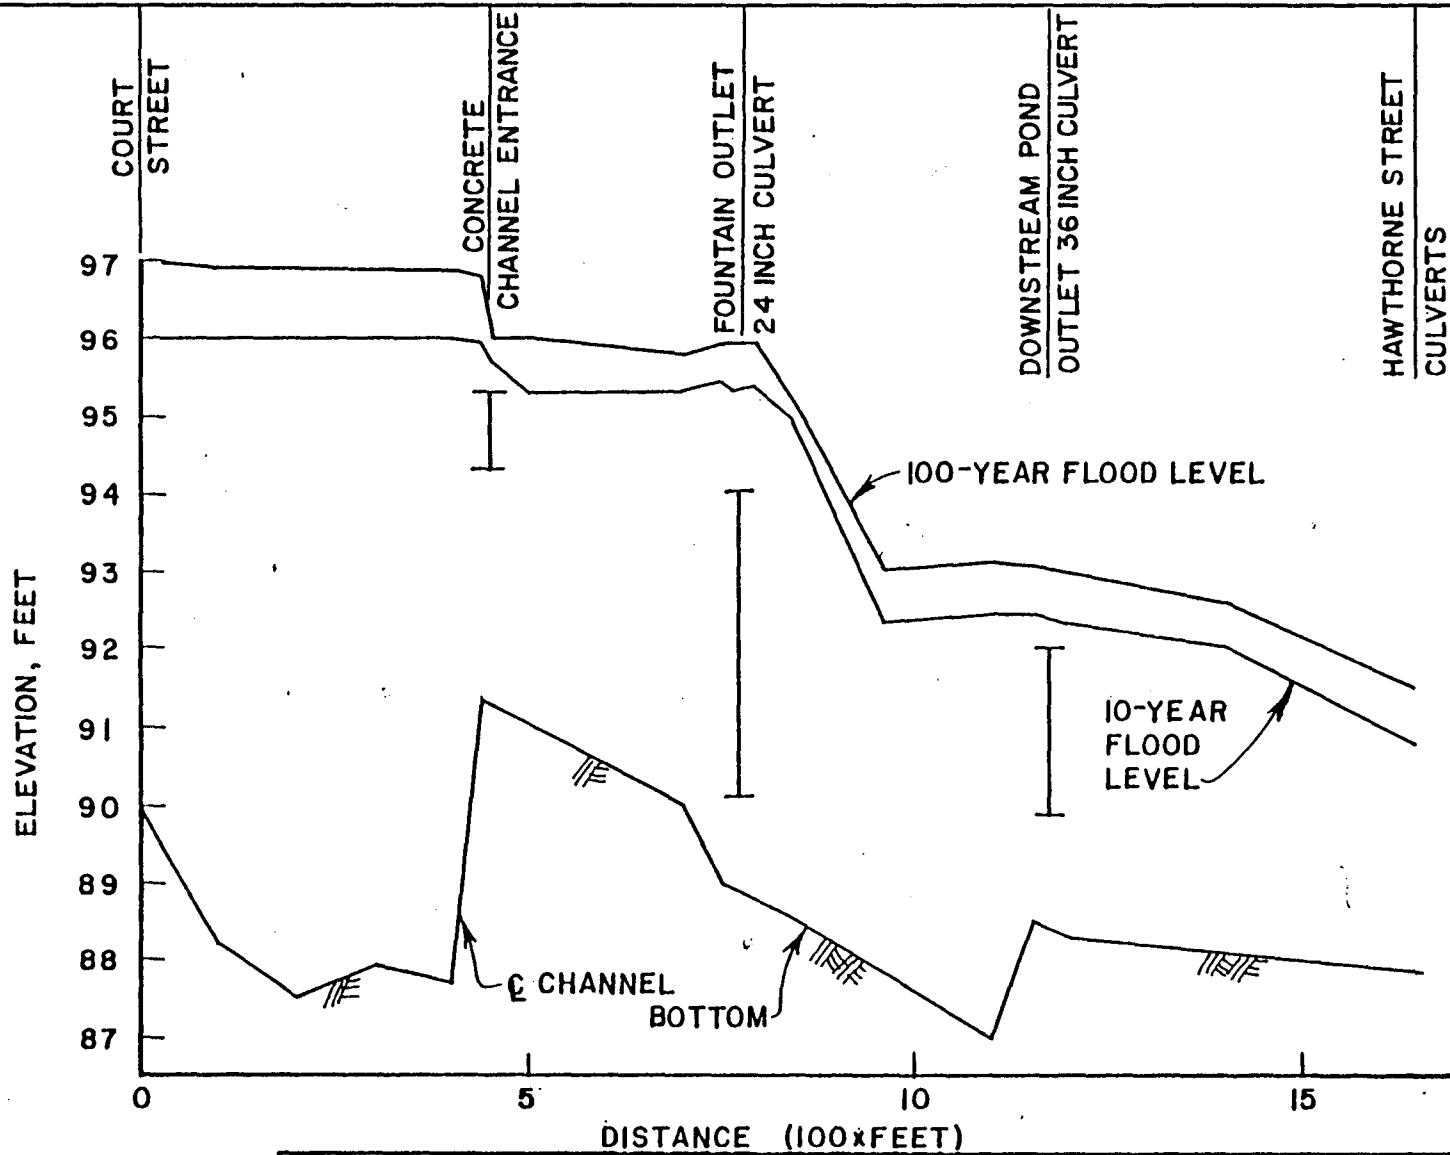 COURT
STREET
CONCRETE
CHANNEL ENTRANCE
FOUNTAIN OUTLET
24 INCH CULVERT
DOWNSTREAM POND
OUTLET 36 INCH CULVERT
HAWTHORNE STREET
CULVERTS
97
96
95
94
93
92
91
90
89
88
87
ELEVATION, FEET
100-YEAR FLOOD LEVEL
10-YEAR
FLOOD
LEVEL
℄ CHANNEL
BOTTOM
0
5
10
15
DISTANCE (100xFEET)